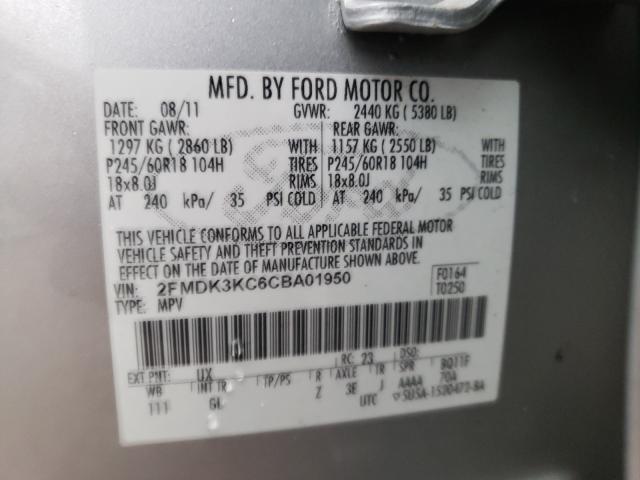 MFD. BY FORD MOTOR CO.
DATE: 08/11 GVWR: 2440 KG ( 5380 LB)
FRONT GAWR: REAR GAWR:
1297 KG ( 2860 LB) WITH 1157 KG ( 2550 LB) WITH
P245/60R18 104H TIRES P245/60R18 104H TIRES
18x8.0J RIMS 18x8.0J RIMS
AT 240 kPa/ 35 PSI COLD AT 240 kPa/ 35 PSI COLD
THIS VEHICLE CONFORMS TO ALL APPLICABLE FEDERAL MOTOR
VEHICLE SAFETY AND THEFT PREVENTION STANDARDS IN
EFFECT ON THE DATE OF MANUFACTURE SHOWN ABOVE.
VIN: 2FMDK3KC6CBA01950 F0164
TYPE: MPV T0250
EXT PNT: UX RC: 23 DSO:
WB INT TR TP/PS R AXLE TR SPR BQ11F
111 GL Z 3E J AAAA 70A
UTC 5U5A-1520472-BA